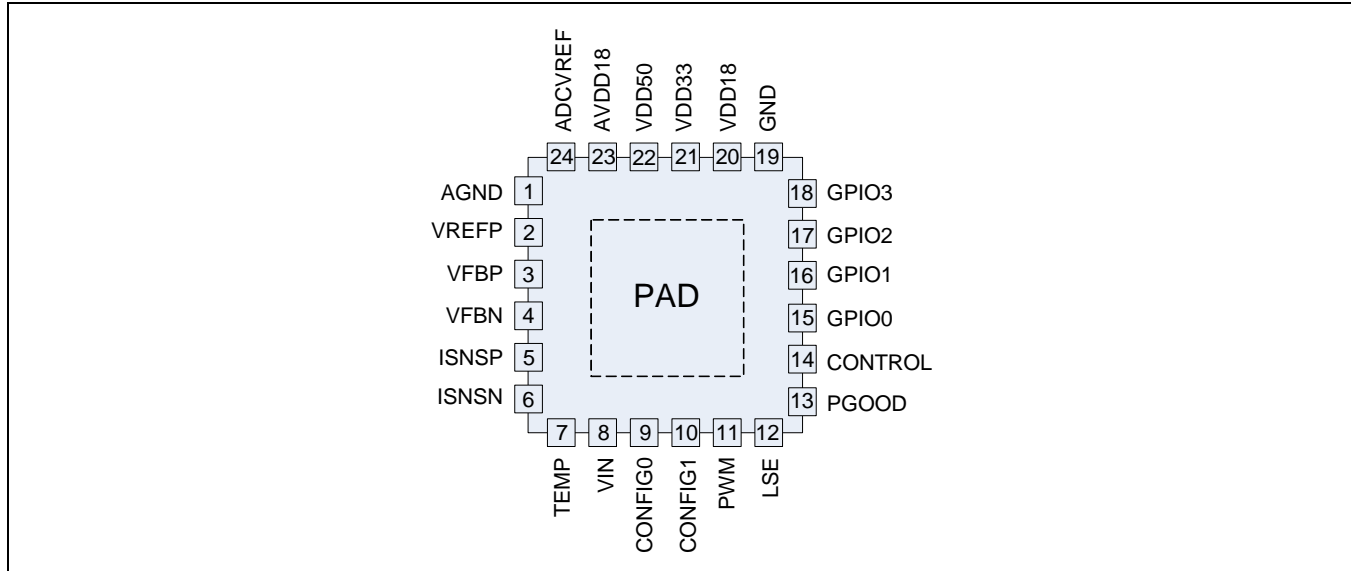 ADCVREF
AVDD18
VDD50
VDD33
VDD18
GND
24
23
22
21
20
19
AGND 1
VREFP 2
VFBP 3
VFBN 4
ISNSP 5
ISNSN 6
PAD
18 GPIO3
17 GPIO2
16 GPIO1
15 GPIO0
14 CONTROL
13 PGOOD
7
8
9
10
11
12
TEMP
VIN
CONFIG0
CONFIG1
PWM
LSE